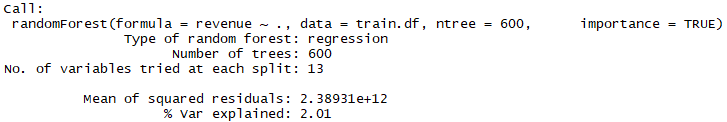 Call:
 randomForest(formula = revenue ~ ., data = train.df, ntree = 600,      importance = TRUE)
               Type of random forest: regression
                     Number of trees: 600
No. of variables tried at each split: 13

          Mean of squared residuals: 2.38931e+12
                    % Var explained: 2.01